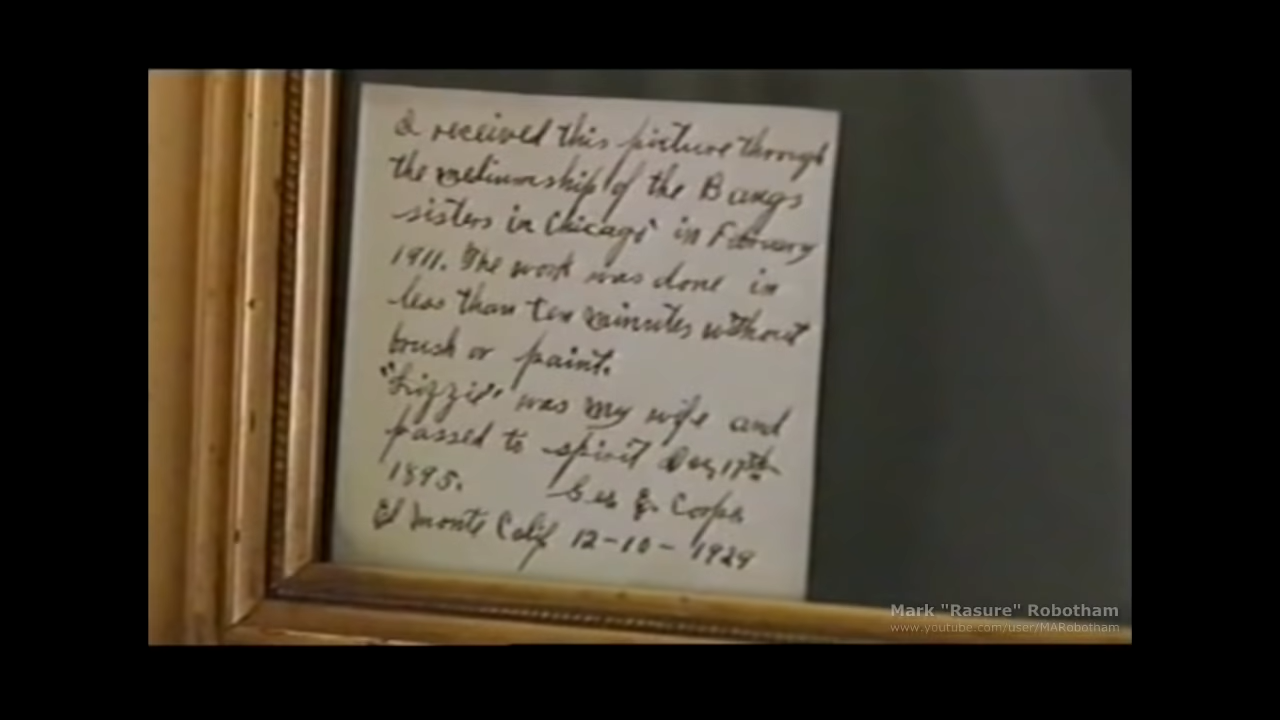 I received this picture through
the mediumship of the Bangs
sisters in Chicago in February
1911. The work was done in
less than ten minutes without
brush or paint.
"Lizzie" was my wife and
passed to spirit 17th
1895. Cooper
El Monte Calif 12-10-1929
Mark "Rasure" Robotham
www.youtube.com/user/MARobotham